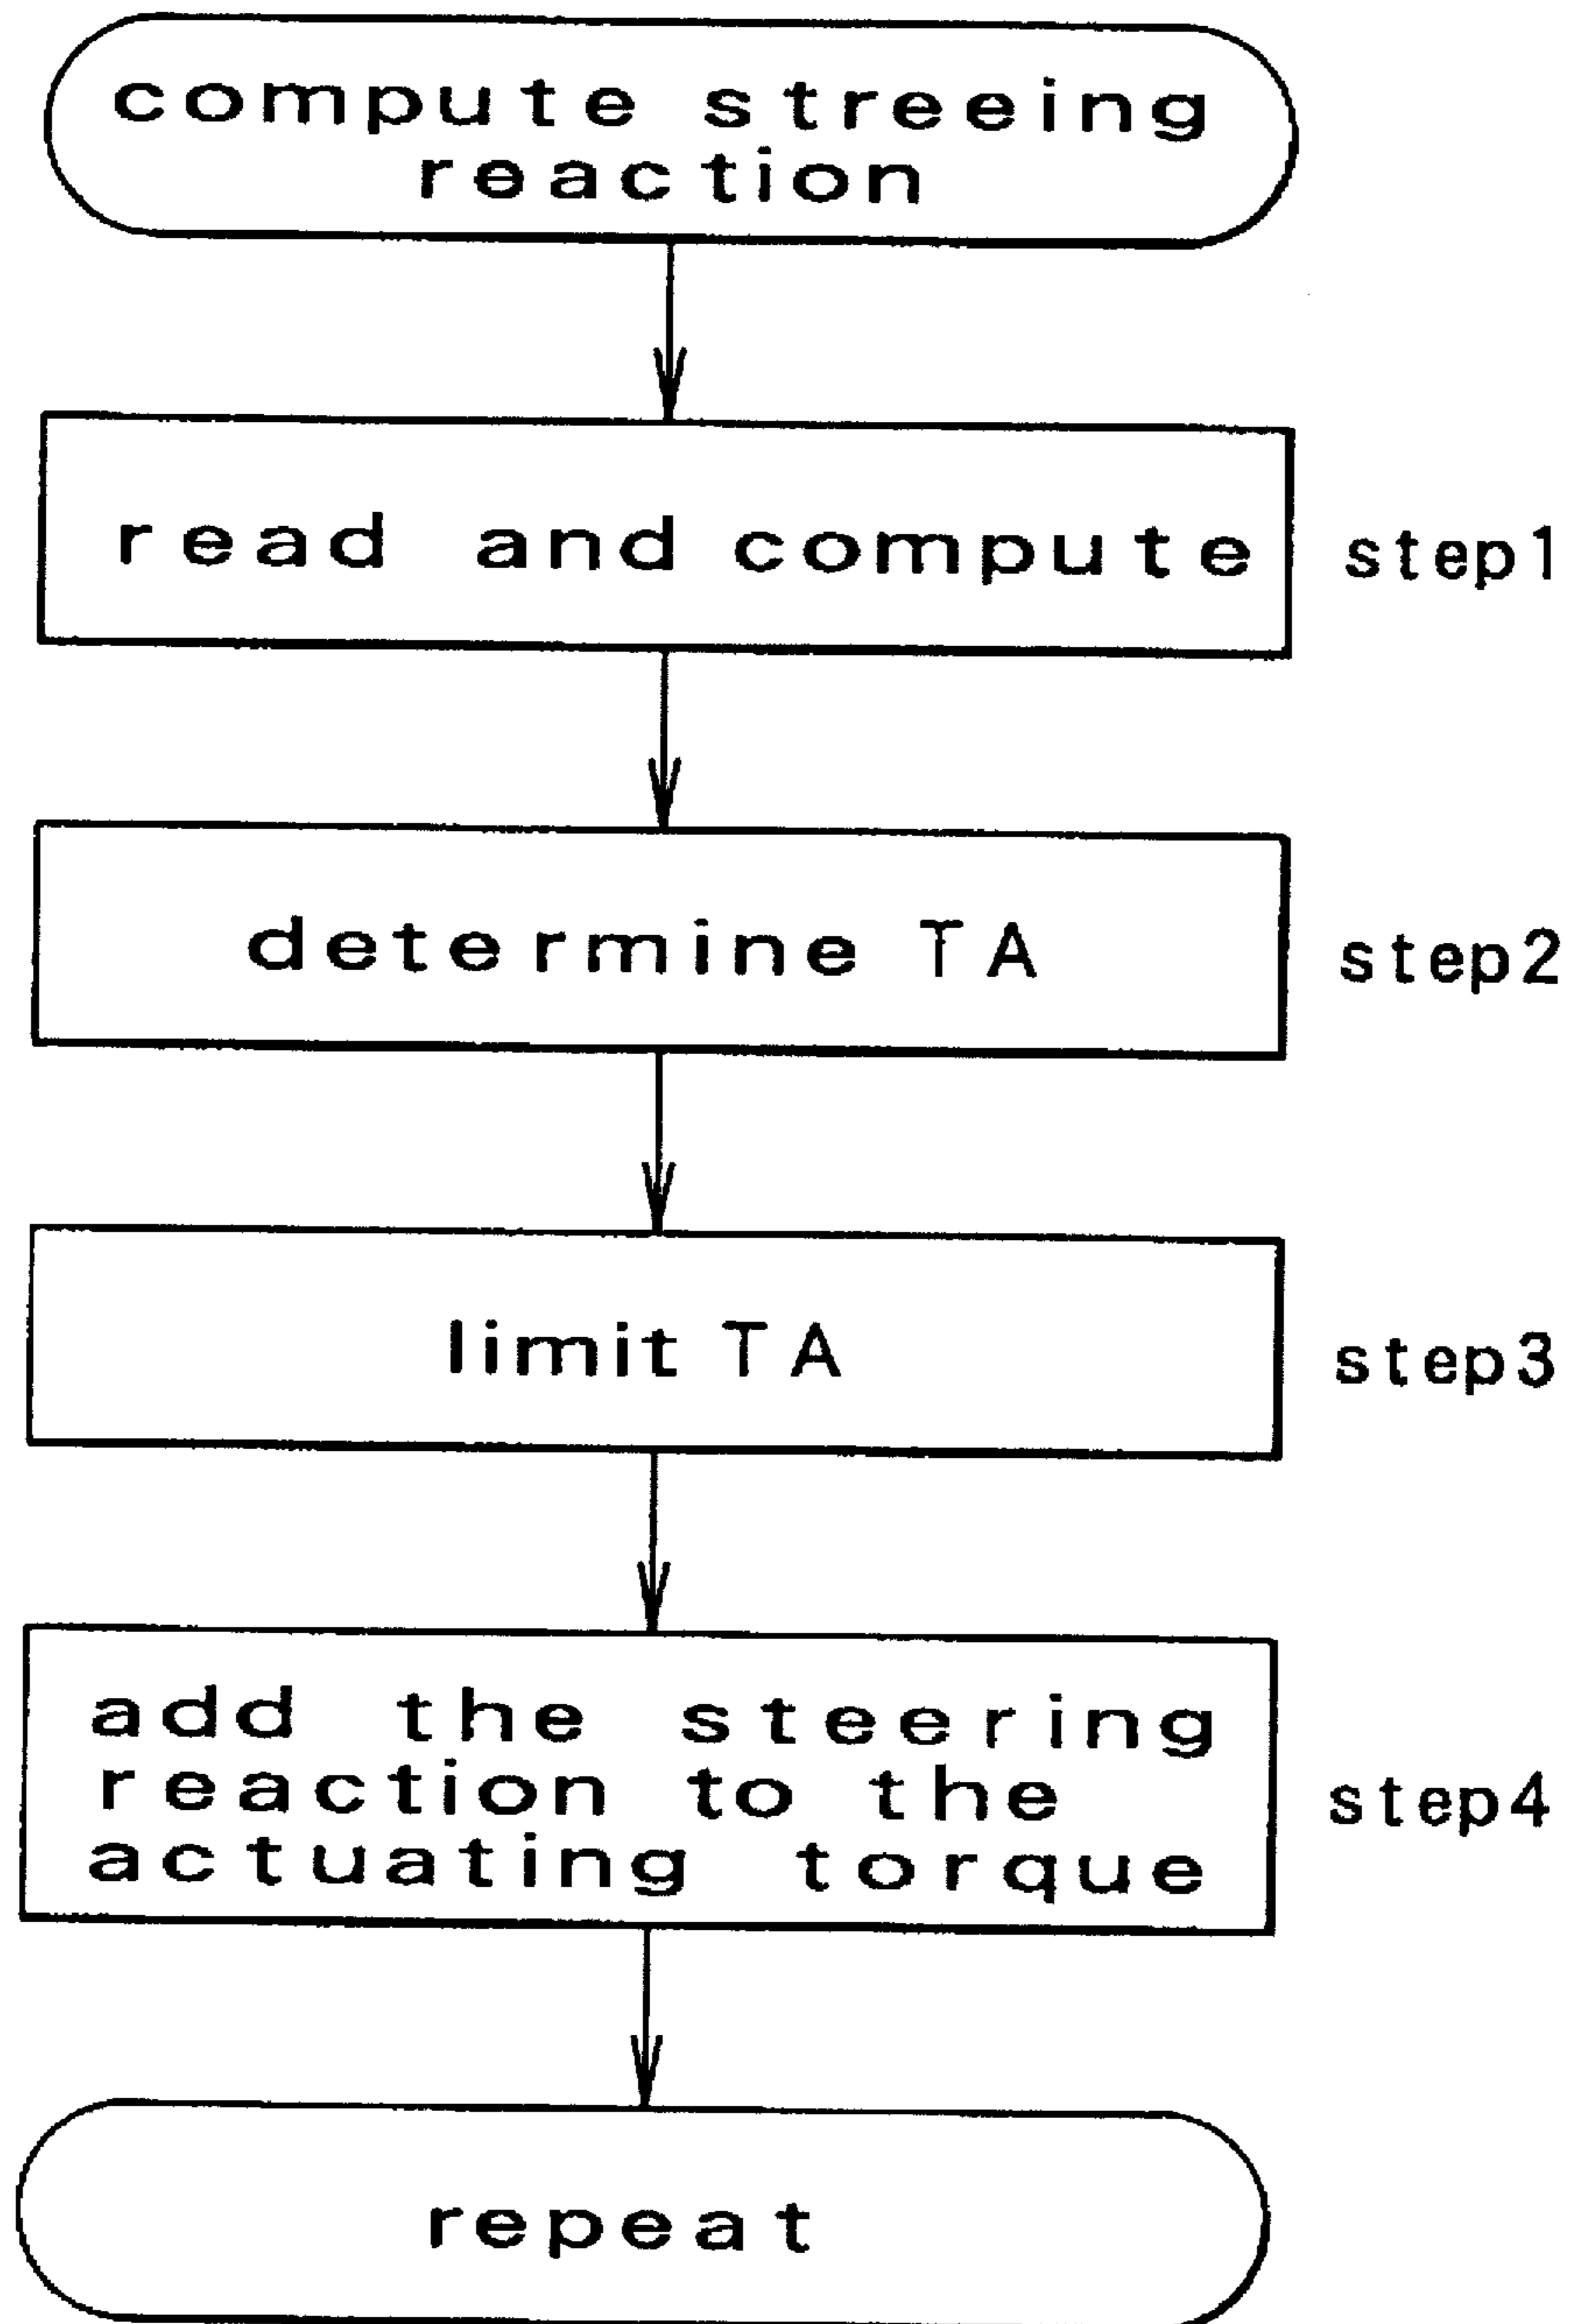 compute streeing
reaction
read and compute
step1
determine TA
step2
limit TA
step3
add the steering
reaction to the
actuating torque
step4
repeat